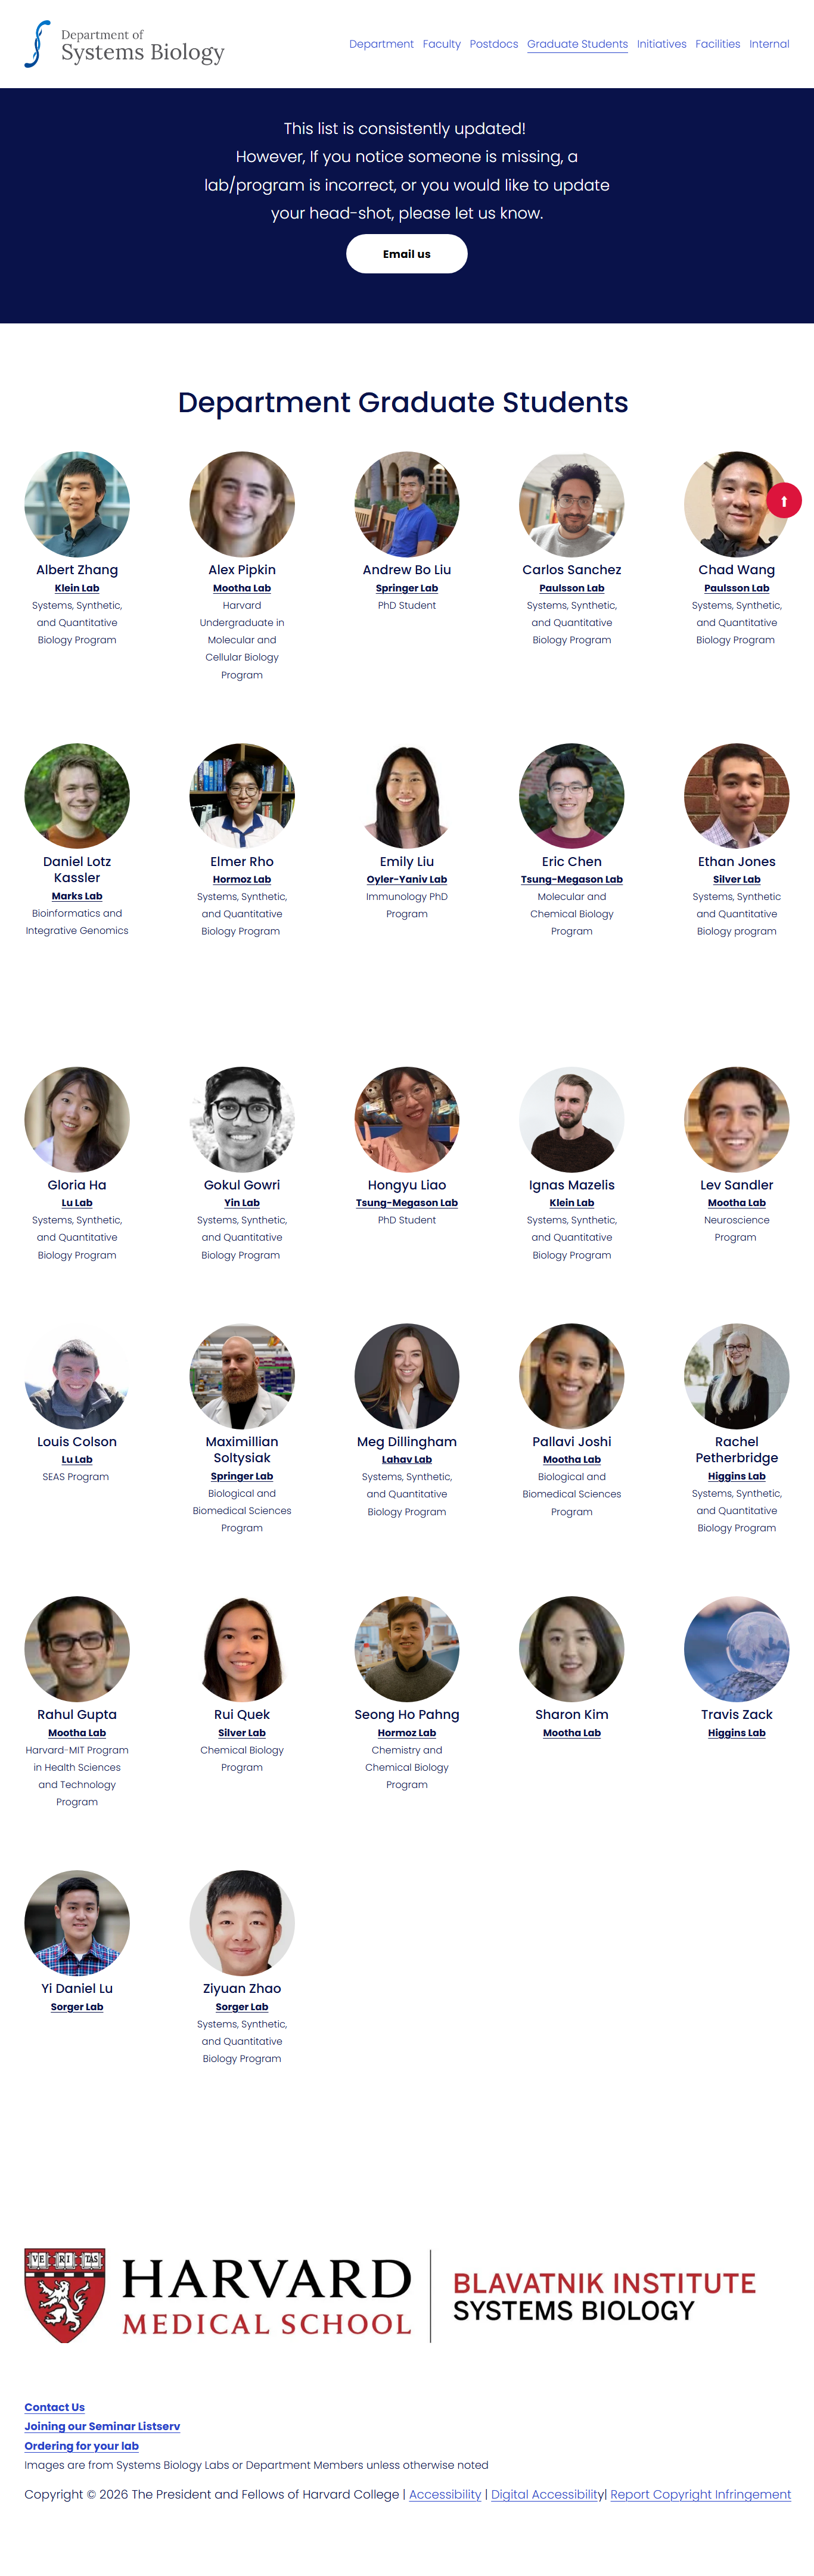 Department of
Systems Biology
Department Faculty Postdocs Graduate Students Initiatives Facilities Internal
This list is consistently updated!
However, If you notice someone is missing, a
lab/program is incorrect, or you would like to update
your head-shot, please let us know.
Email us
Department Graduate Students
Albert Zhang
Klein Lab
Systems, Synthetic,
and Quantitative
Biology Program
Alex Pipkin
Mootha Lab
Harvard
Undergraduate in
Molecular and
Cellular Biology
Program
Andrew Bo Liu
Springer Lab
PhD Student
Carlos Sanchez
Paulsson Lab
Systems, Synthetic,
and Quantitative
Biology Program
Chad Wang
Paulsson Lab
Systems, Synthetic,
and Quantitative
Biology Program
Daniel Lotz
Kassler
Marks Lab
Bioinformatics and
Integrative Genomics
Elmer Rho
Hormoz Lab
Systems, Synthetic,
and Quantitative
Biology Program
Emily Liu
Oyler-Yaniv Lab
Immunology PhD
Program
Eric Chen
Tsung-Megason Lab
Molecular and
Chemical Biology
Program
Ethan Jones
Silver Lab
Systems, Synthetic
and Quantitative
Biology program
Gloria Ha
Lu Lab
Systems, Synthetic,
and Quantitative
Biology Program
Gokul Gowri
Yin Lab
Systems, Synthetic,
and Quantitative
Biology Program
Hongyu Liao
Tsung-Megason Lab
PhD Student
Ignas Mazelis
Klein Lab
Systems, Synthetic,
and Quantitative
Biology Program
Lev Sandler
Mootha Lab
Neuroscience
Program
Louis Colson
Lu Lab
SEAS Program
Maximillian
Soltysiak
Springer Lab
Biological and
Biomedical Sciences
Program
Meg Dillingham
Lahav Lab
Systems, Synthetic,
and Quantitative
Biology Program
Pallavi Joshi
Mootha Lab
Biological and
Biomedical Sciences
Program
Rachel
Petherbridge
Higgins Lab
Systems, Synthetic,
and Quantitative
Biology Program
Rahul Gupta
Mootha Lab
Harvard-MIT Program
in Health Sciences
and Technology
Program
Rui Quek
Silver Lab
Chemical Biology
Program
Seong Ho Pahng
Hormoz Lab
Chemistry and
Chemical Biology
Program
Sharon Kim
Mootha Lab
Travis Zack
Higgins Lab
Yi Daniel Lu
Sorger Lab
Ziyuan Zhao
Sorger Lab
Systems, Synthetic,
and Quantitative
Biology Program
VE RI TAS
HARVARD
MEDICAL SCHOOL
BLAVATNIK INSTITUTE
SYSTEMS BIOLOGY
Contact Us
Joining our Seminar Listserv
Ordering for your lab
Images are from Systems Biology Labs or Department Members unless otherwise noted
Copyright © 2026 The President and Fellows of Harvard College | Accessibility | Digital Accessibility| Report Copyright Infringement